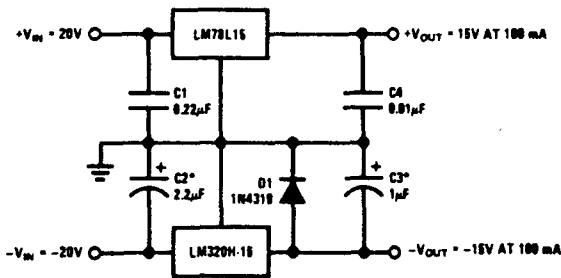 +VIN = 20V
LM78L15
+VOUT = 15V AT 100 mA
C1
0.22μF
C4
0.01μF
+
C2*
2.2μF
D1
1N4319
+
C3*
1μF
-VIN = -20V
LM320H-15
-VOUT = -15V AT 100 mA